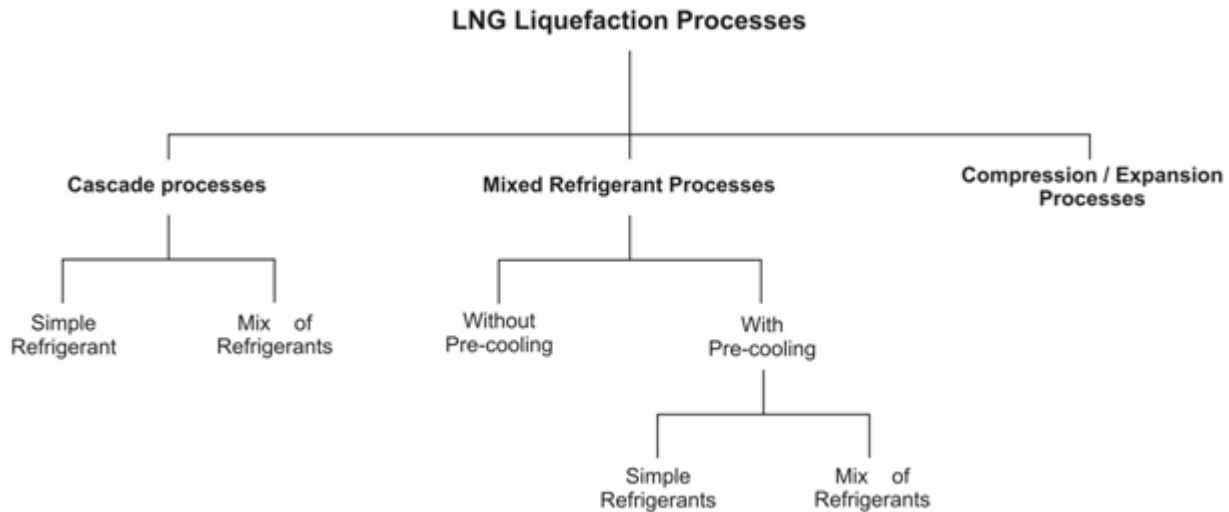 LNG Liquefaction Processes
Cascade processes
Mixed Refrigerant Processes
Compression / Expansion
Processes
Simple
Refrigerant
Mix of
Refrigerants
Without
Pre-cooling
With
Pre-cooling
Simple
Refrigerants
Mix of
Refrigerants